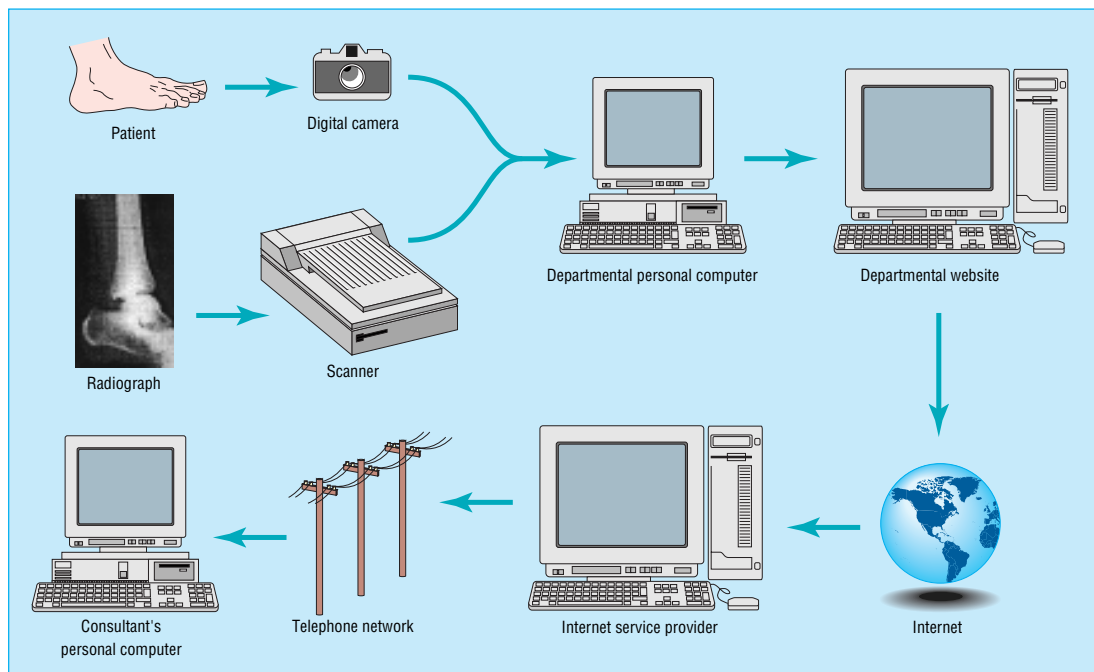 Patient
Digital camera
Departmental personal computer
Departmental website
Radiograph
Scanner
Consultant's
personal computer
Telephone network
Internet service provider
Internet